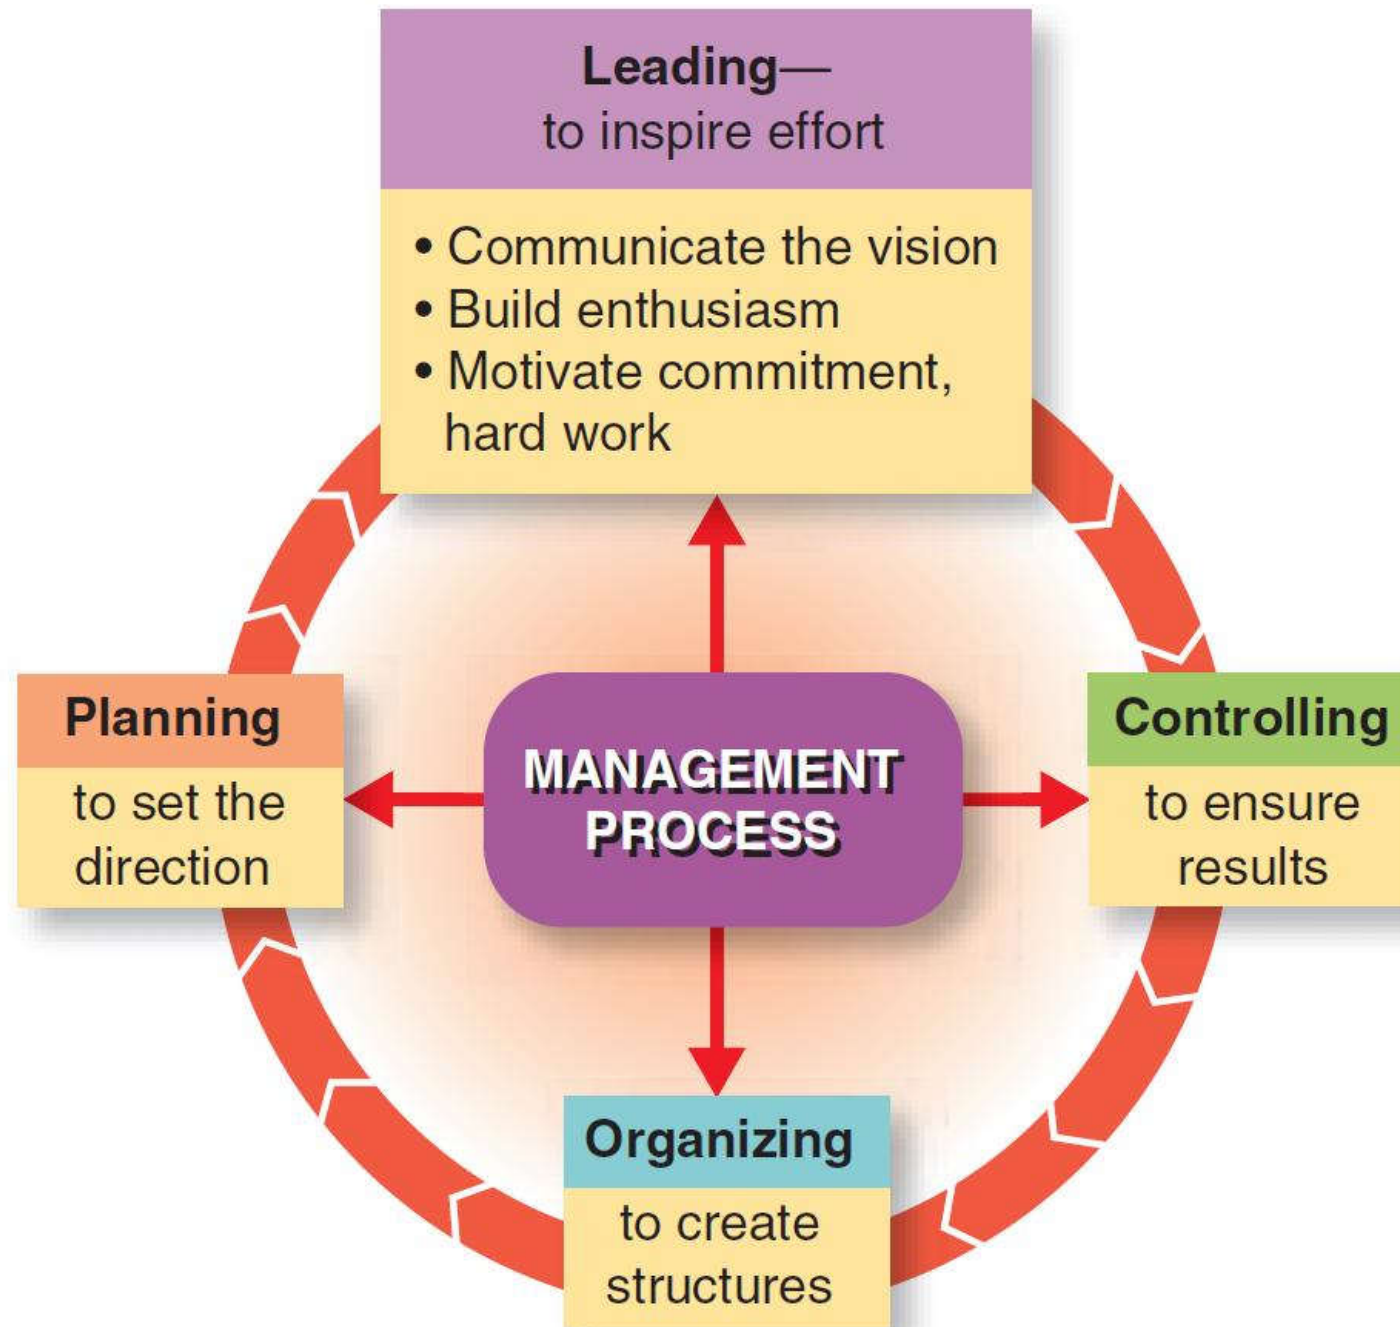 Leading—
to inspire effort
• Communicate the vision
• Build enthusiasm
• Motivate commitment,
hard work
Planning
to set the
direction
MANAGEMENT
PROCESS
Controlling
to ensure
results
Organizing
to create
structures